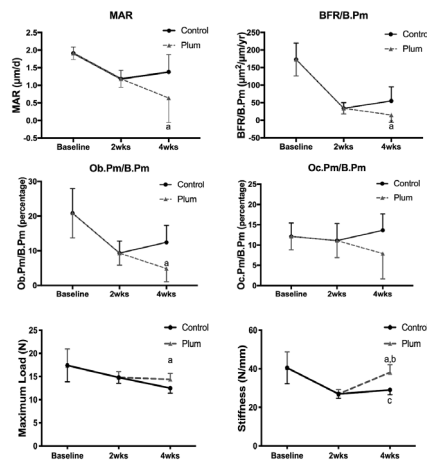 MAR
Control
Plum
MAR (μm/d)
2.5
2.0
1.5
1.0
0.5
0.0
-0.5
a
Baseline
2wks
4wks
BFR/B.Pm
Control
Plum
BFR/B.Pm (μm²/μm/yr)
250
200
150
100
50
0
-50
a
Baseline
2wks
4wks
Ob.Pm/B.Pm
Control
Plum
Ob.Pm/B.Pm (percentage)
30
20
10
0
a
Baseline
2wks
4wks
Oc.Pm/B.Pm
Control
Plum
Oc.Pm/B.Pm (percentage)
25
20
15
10
5
0
Baseline
2wks
4wks
Control
Plum
Maximum Load (N)
25
20
15
10
5
0
a
Baseline
2wks
4wks
Control
Plum
Stiffness (N/mm)
60
40
20
0
a,b
c
Baseline
2wks
4wks